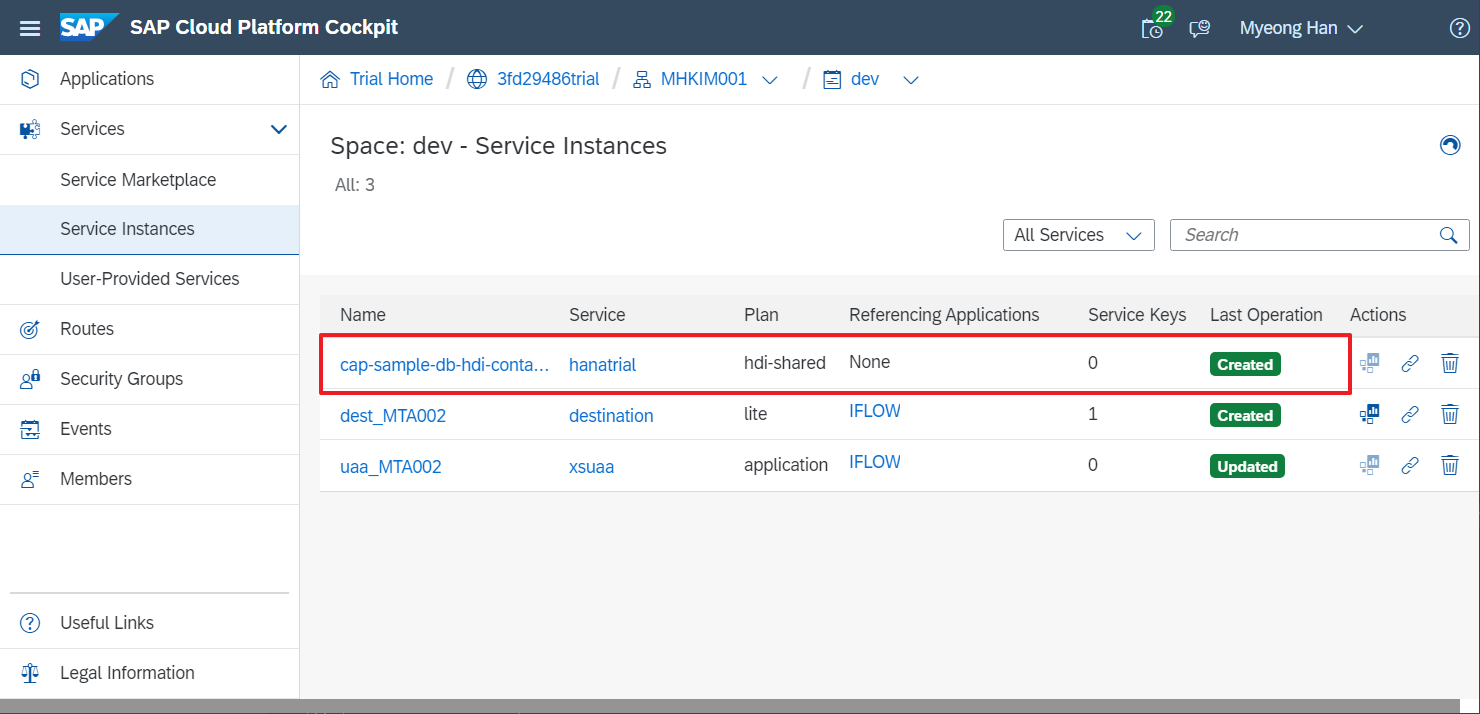 SAP SAP Cloud Platform Cockpit 22 Myeong Han
Applications
Services
Service Marketplace
Service Instances
User-Provided Services
Routes
Security Groups
Events
Members
Useful Links
Legal Information
Trial Home / 3fd29486trial / MHKIM001 / dev
Space: dev - Service Instances
All: 3
All Services Search
Name Service Plan Referencing Applications Service Keys Last Operation Actions
cap-sample-db-hdi-conta... hanatrial hdi-shared None 0 Created
dest_MTA002 destination lite IFLOW 1 Created
uaa_MTA002 xsuaa application IFLOW 0 Updated